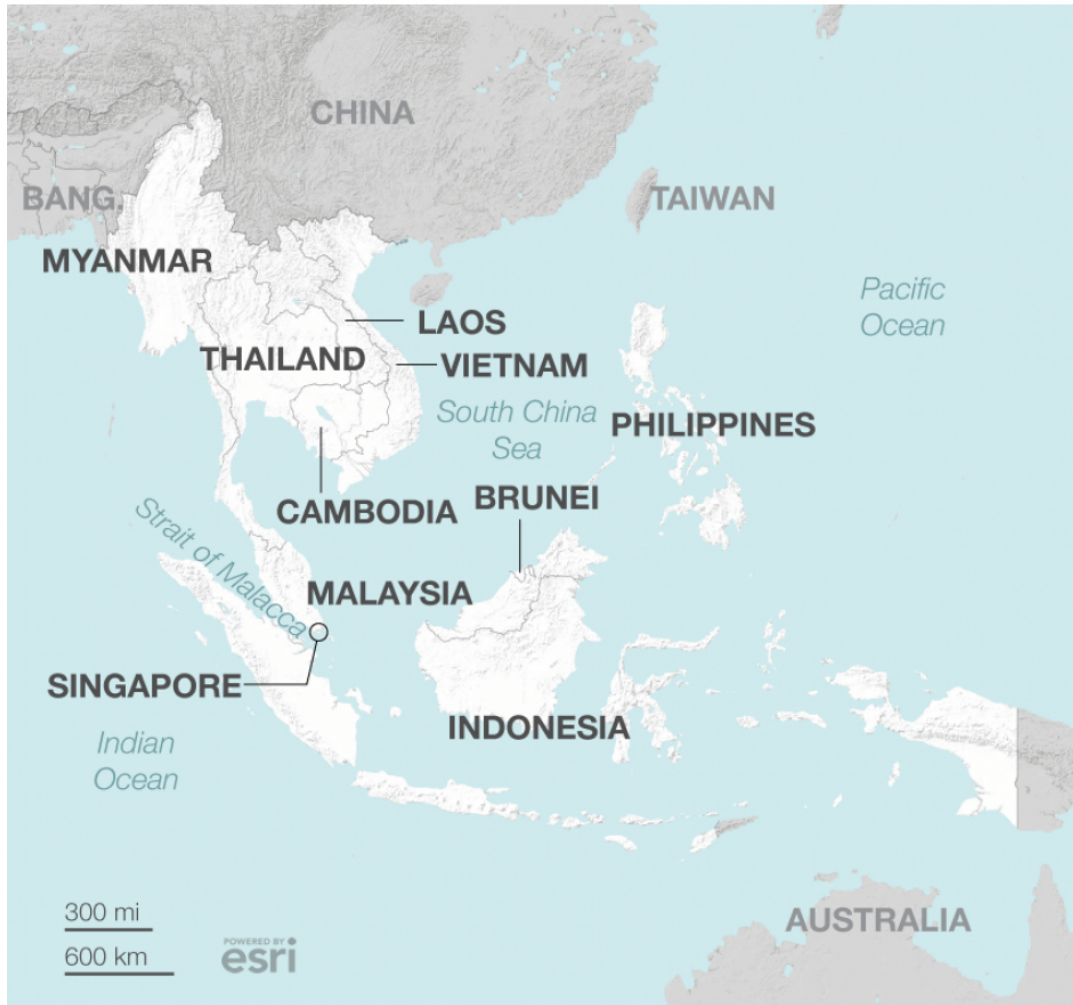 CHINA
BANG.
TAIWAN
MYANMAR
Pacific
Ocean
LAOS
THAILAND
VIETNAM
South China
Sea
PHILIPPINES
BRUNEI
CAMBODIA
Strait of Malacca
MALAYSIA
SINGAPORE
INDONESIA
Indian
Ocean
300 mi
600 km
POWERED BY
esri
AUSTRALIA